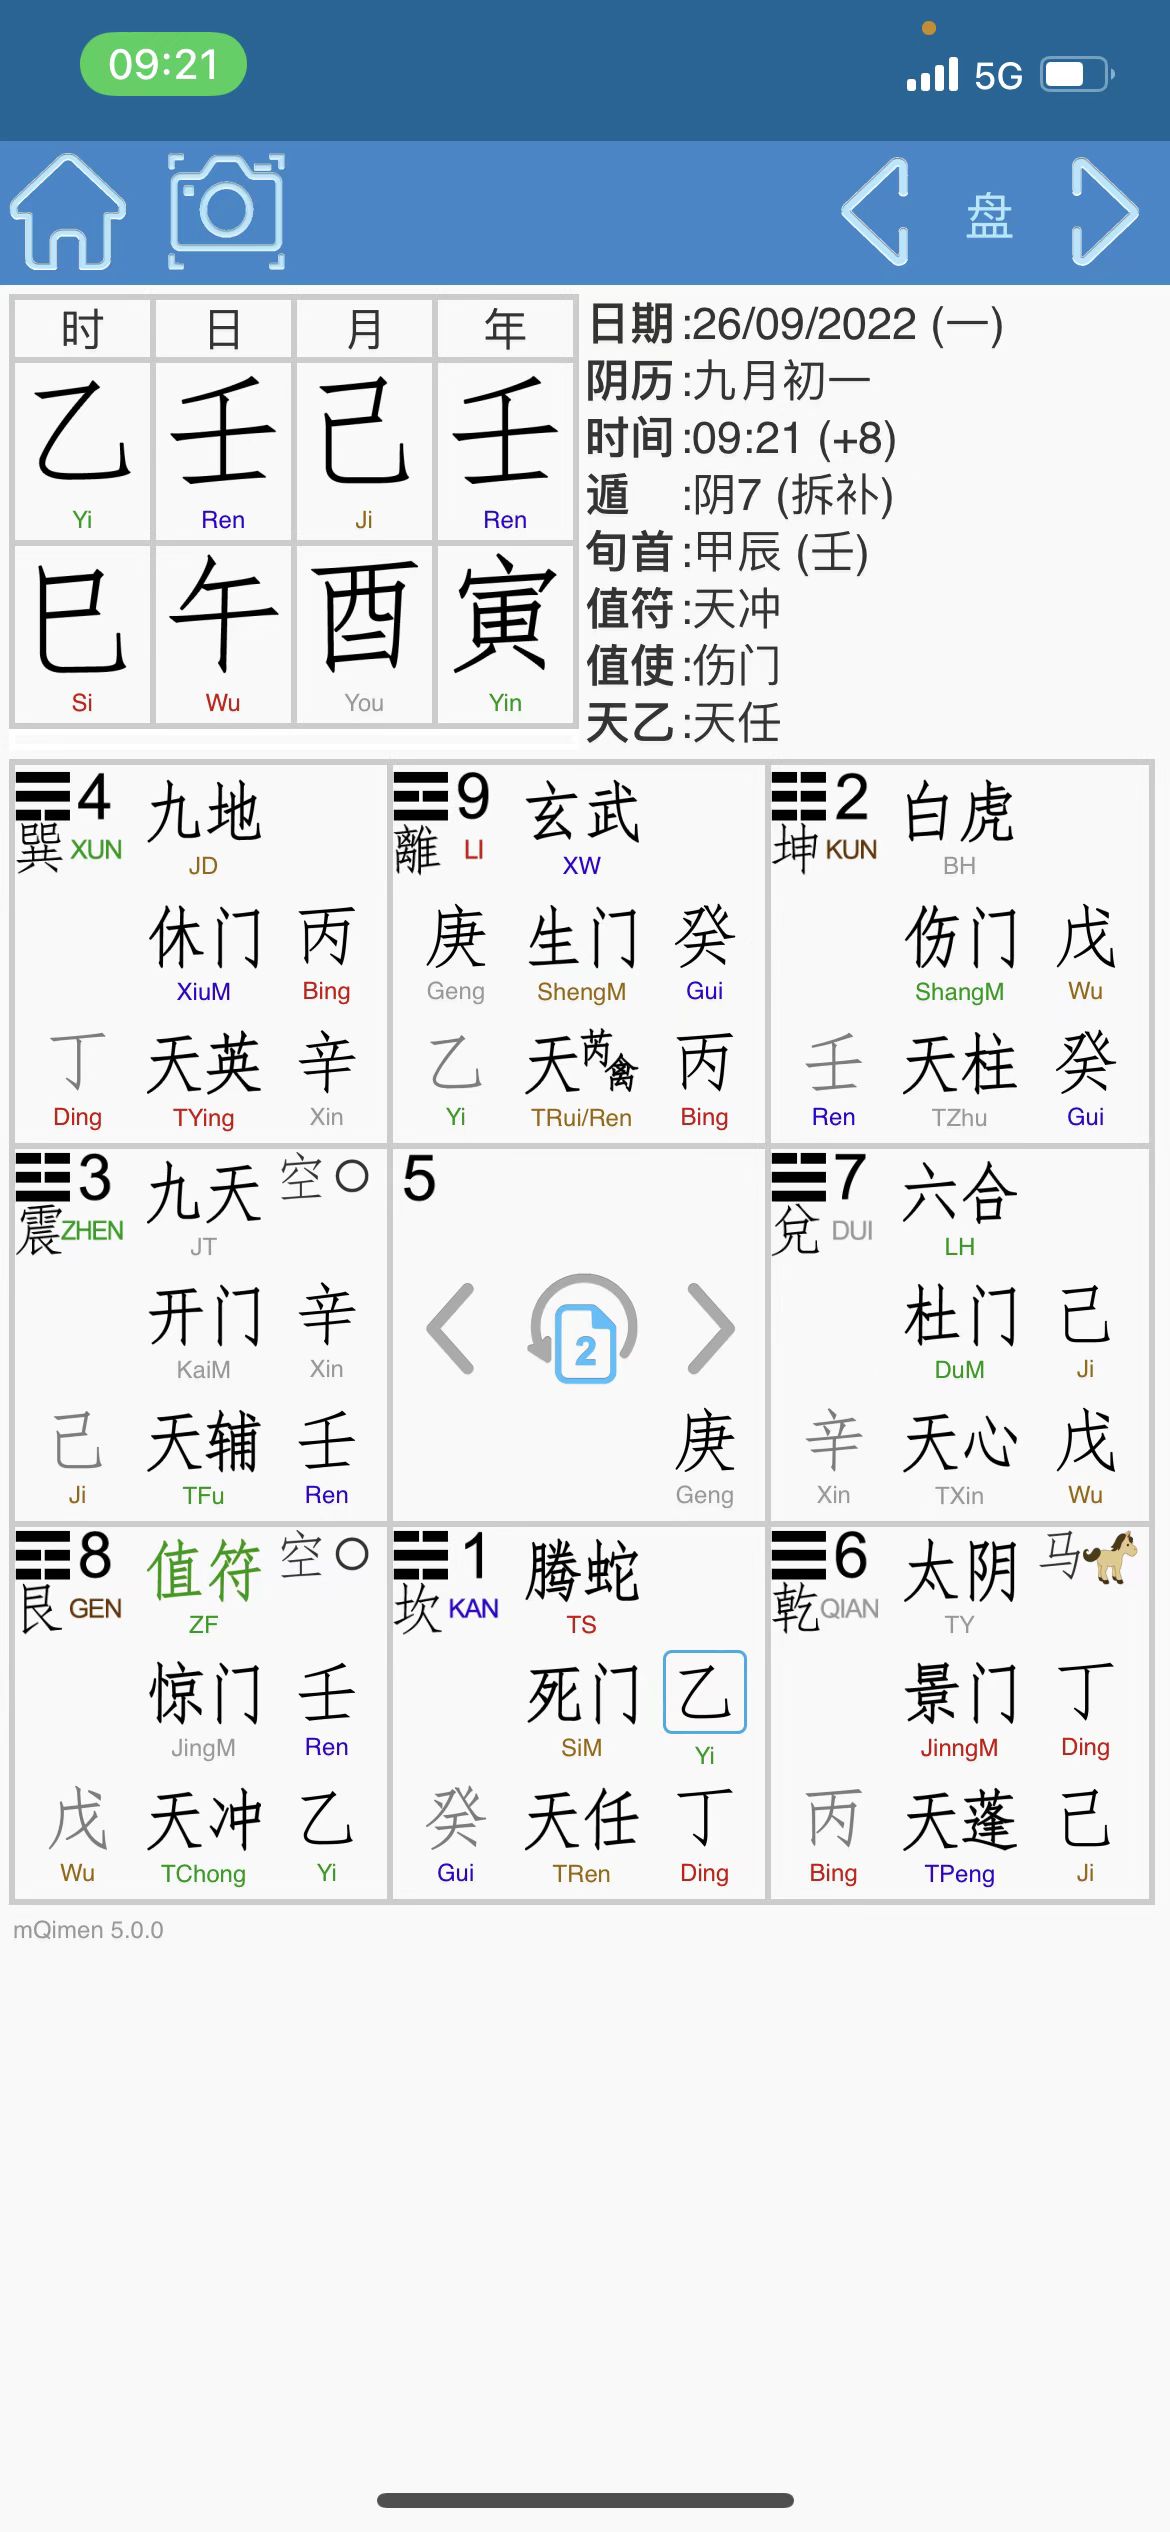 09:21
5G
盘
时 日 月 年
乙 壬 己 壬
Yi Ren Ji Ren
巳 午 酉 寅
Si Wu You Yin
日期:26/09/2022 (一)
阴历:九月初一
时间:09:21 (+8)
遁 :阴7 (拆补)
旬首:甲辰 (壬)
值符:天冲
值使:伤门
天乙:天任
4 九地
巽 XUN
JD
休门 丙
XiuM Bing
丁 天英 辛
Ding TYing Xin
9 玄武
離 LI
XW
庚 生门 癸
Geng ShengM Gui
乙 天芮禽 丙
Yi TRui/Ren Bing
2 白虎
坤 KUN
BH
伤门 戊
ShangM Wu
壬 天柱 癸
Ren TZhu Gui
3 九天 空
震 ZHEN
JT
开门 辛
KaiM Xin
己 天辅 壬
Ji TFu Ren
5
2
庚
Geng
7 六合
兌 DUI
LH
杜门 己
DuM Ji
辛 天心 戊
Xin TXin Wu
8 值符 空
艮 GEN
ZF
惊门 壬
JingM Ren
戊 天冲 乙
Wu TChong Yi
1 腾蛇
坎 KAN
TS
死门 乙
SiM Yi
癸 天任 丁
Gui TRen Ding
6 太阴 马
乾 QIAN
TY
景门 丁
JinngM Ding
丙 天蓬 己
Bing TPeng Ji
mQimen 5.0.0